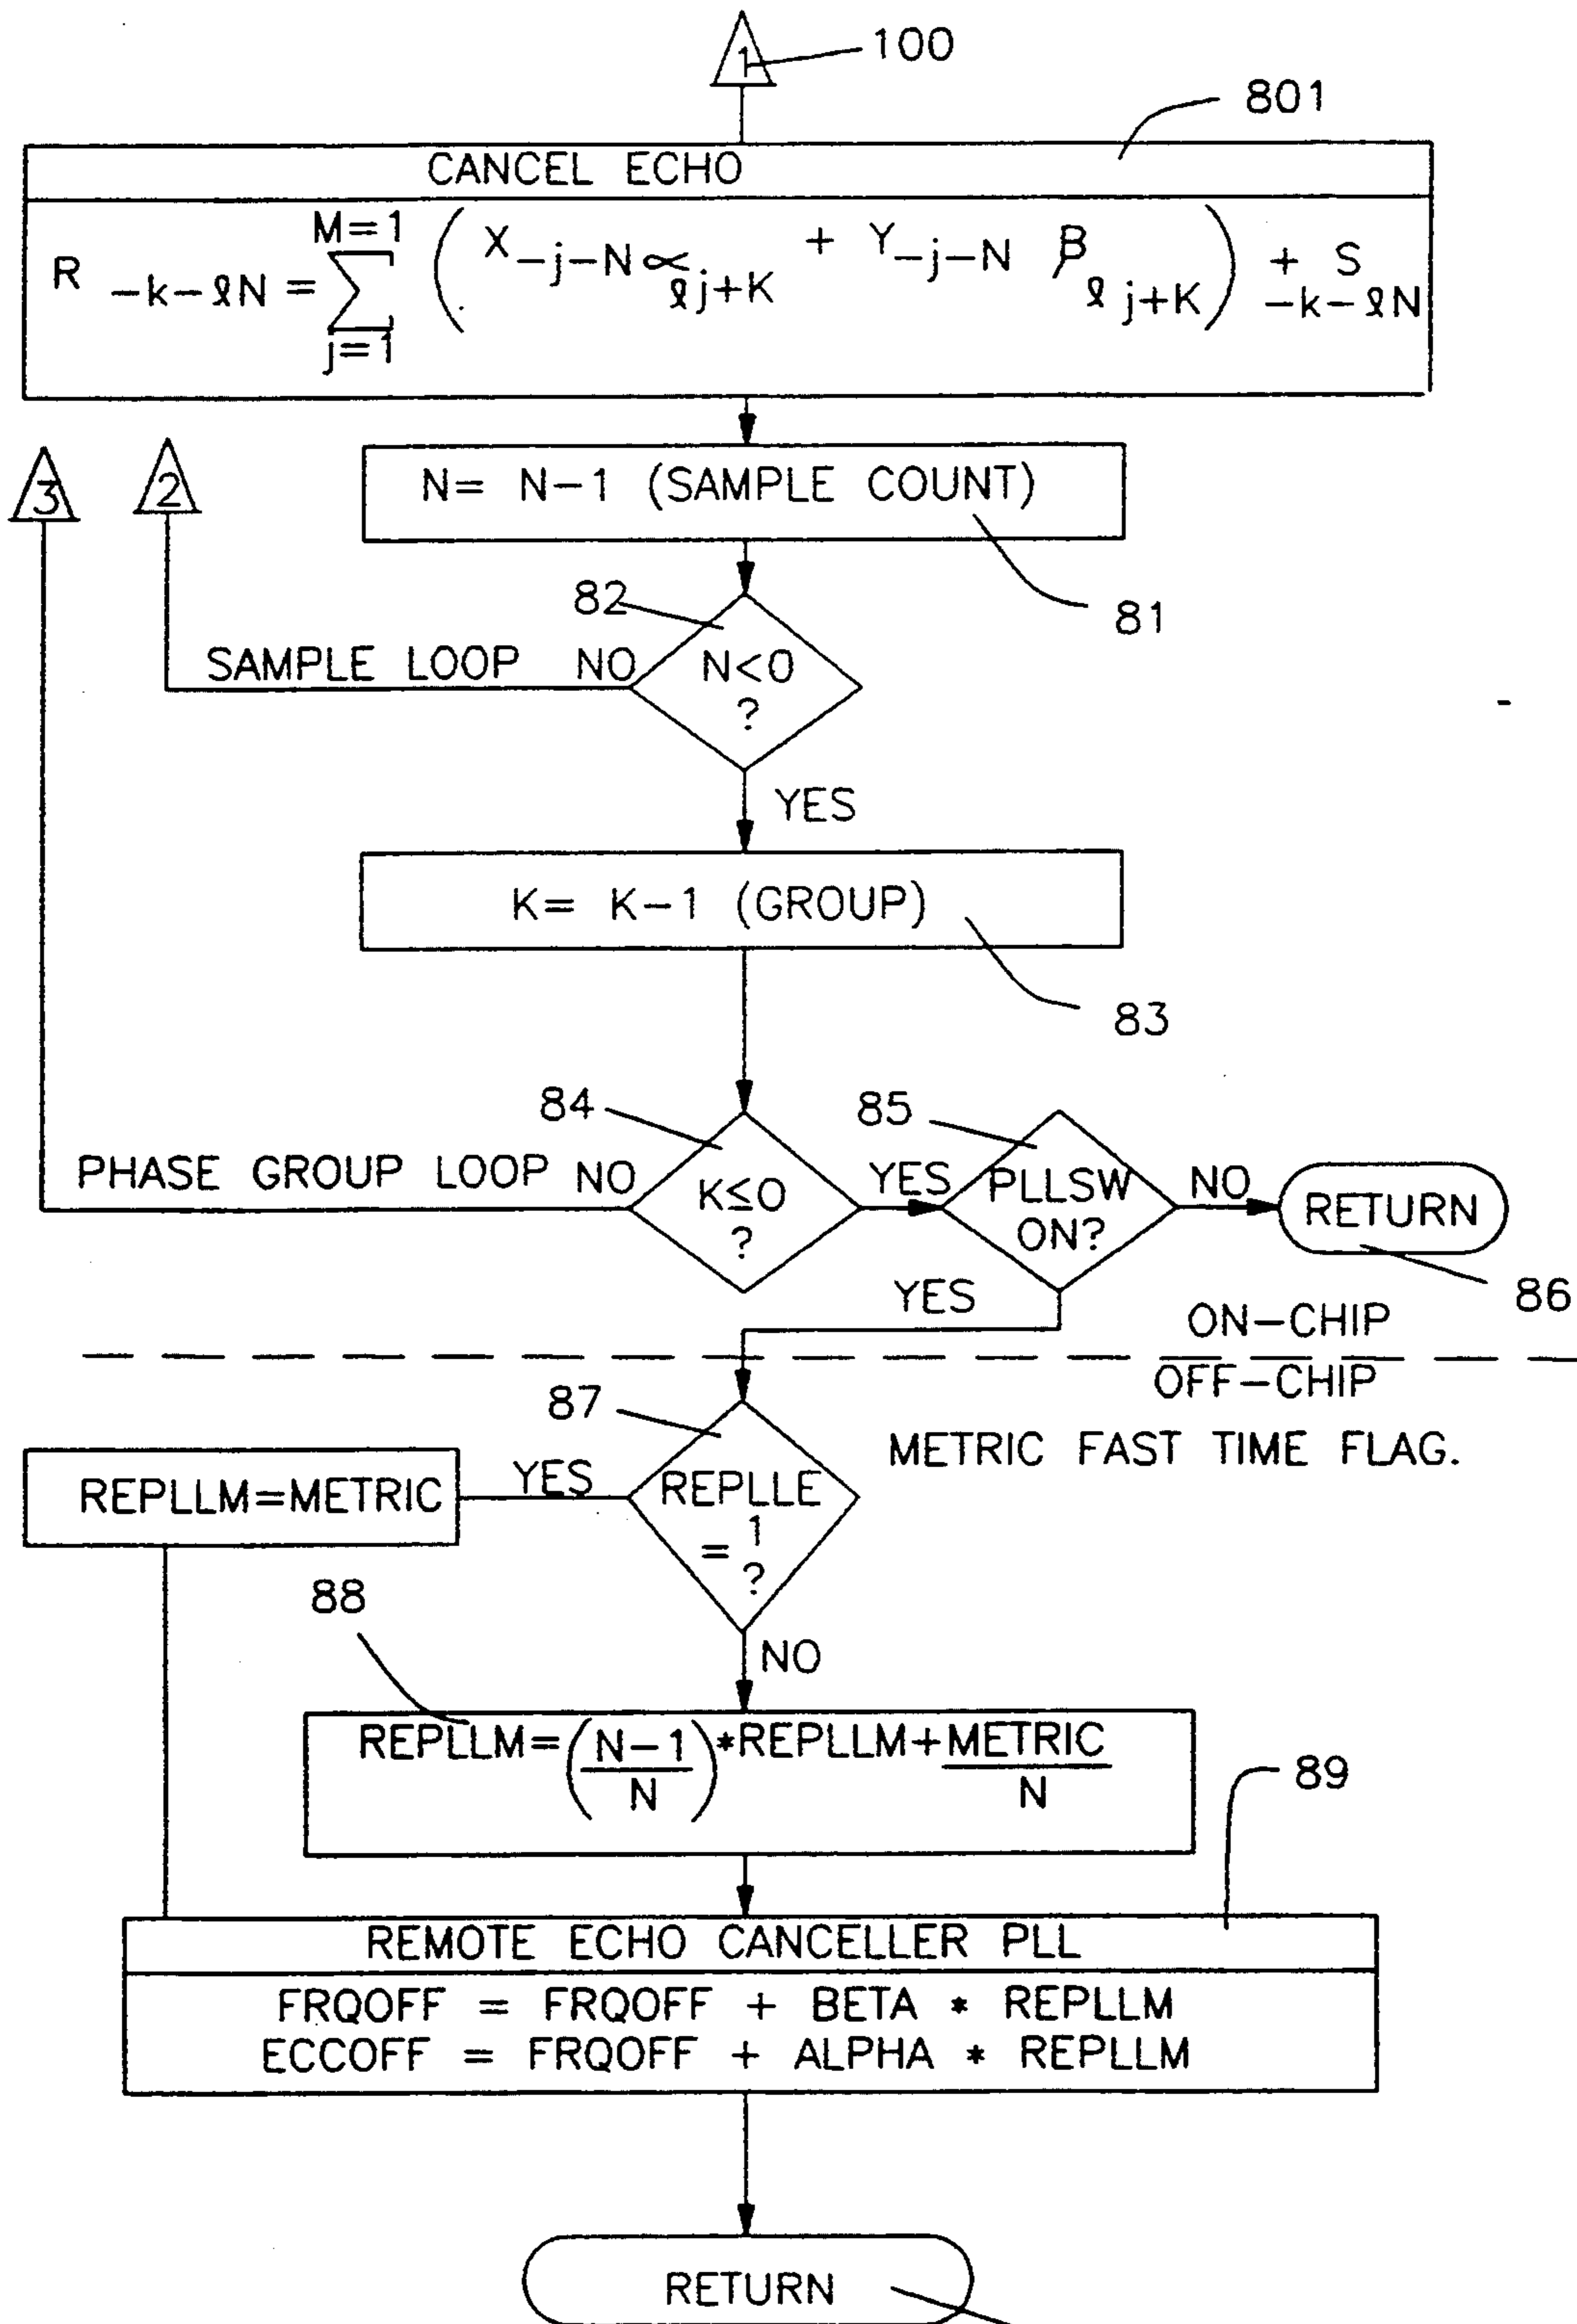 1
100
801
CANCEL ECHO
R -k-ℓN = M=1 ∑ j=1 ( X -j-N ∝ ℓj+K + Y -j-N β ℓ j+K ) + S -k-ℓN
3
2
N= N-1 (SAMPLE COUNT)
81
82
SAMPLE LOOP NO
N<0
?
YES
K= K-1 (GROUP)
83
84
85
PHASE GROUP LOOP NO
K≤0
?
YES
PLLSW
ON?
NO
RETURN
86
YES
ON-CHIP
OFF-CHIP
87
METRIC FAST TIME FLAG.
REPLLM=METRIC
YES
REPLLE
= 1
?
88
NO
REPLLM=(N-1/N)*REPLLM+METRIC/N
89
REMOTE ECHO CANCELLER PLL
FRQOFF = FRQOFF + BETA * REPLLM
ECCOFF = FRQOFF + ALPHA * REPLLM
RETURN